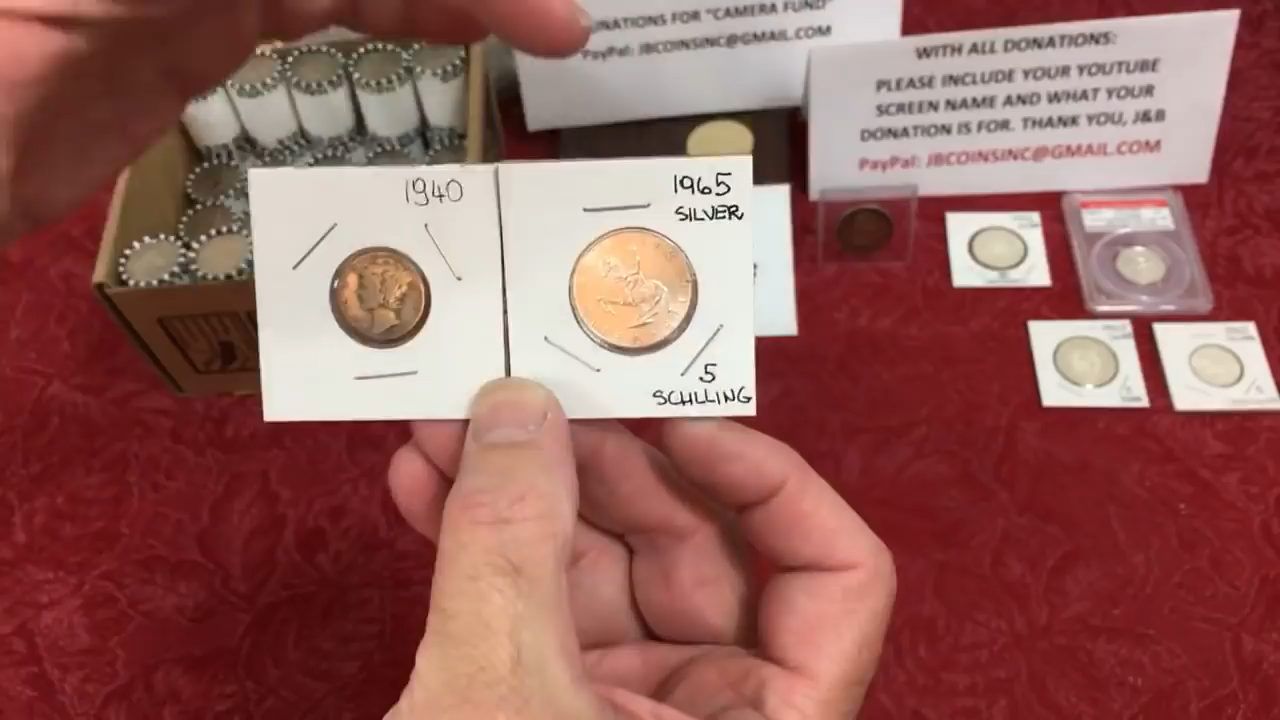 DONATIONS FOR "CAMERA FUND"
PayPal: JBCOINSINC@GMAIL.COM
WITH ALL DONATIONS:
PLEASE INCLUDE YOUR YOUTUBE
SCREEN NAME AND WHAT YOUR
DONATION IS FOR. THANK YOU, J&B
PayPal: JBCOINSINC@GMAIL.COM
1940
1965
SILVER
5
SCHLLING